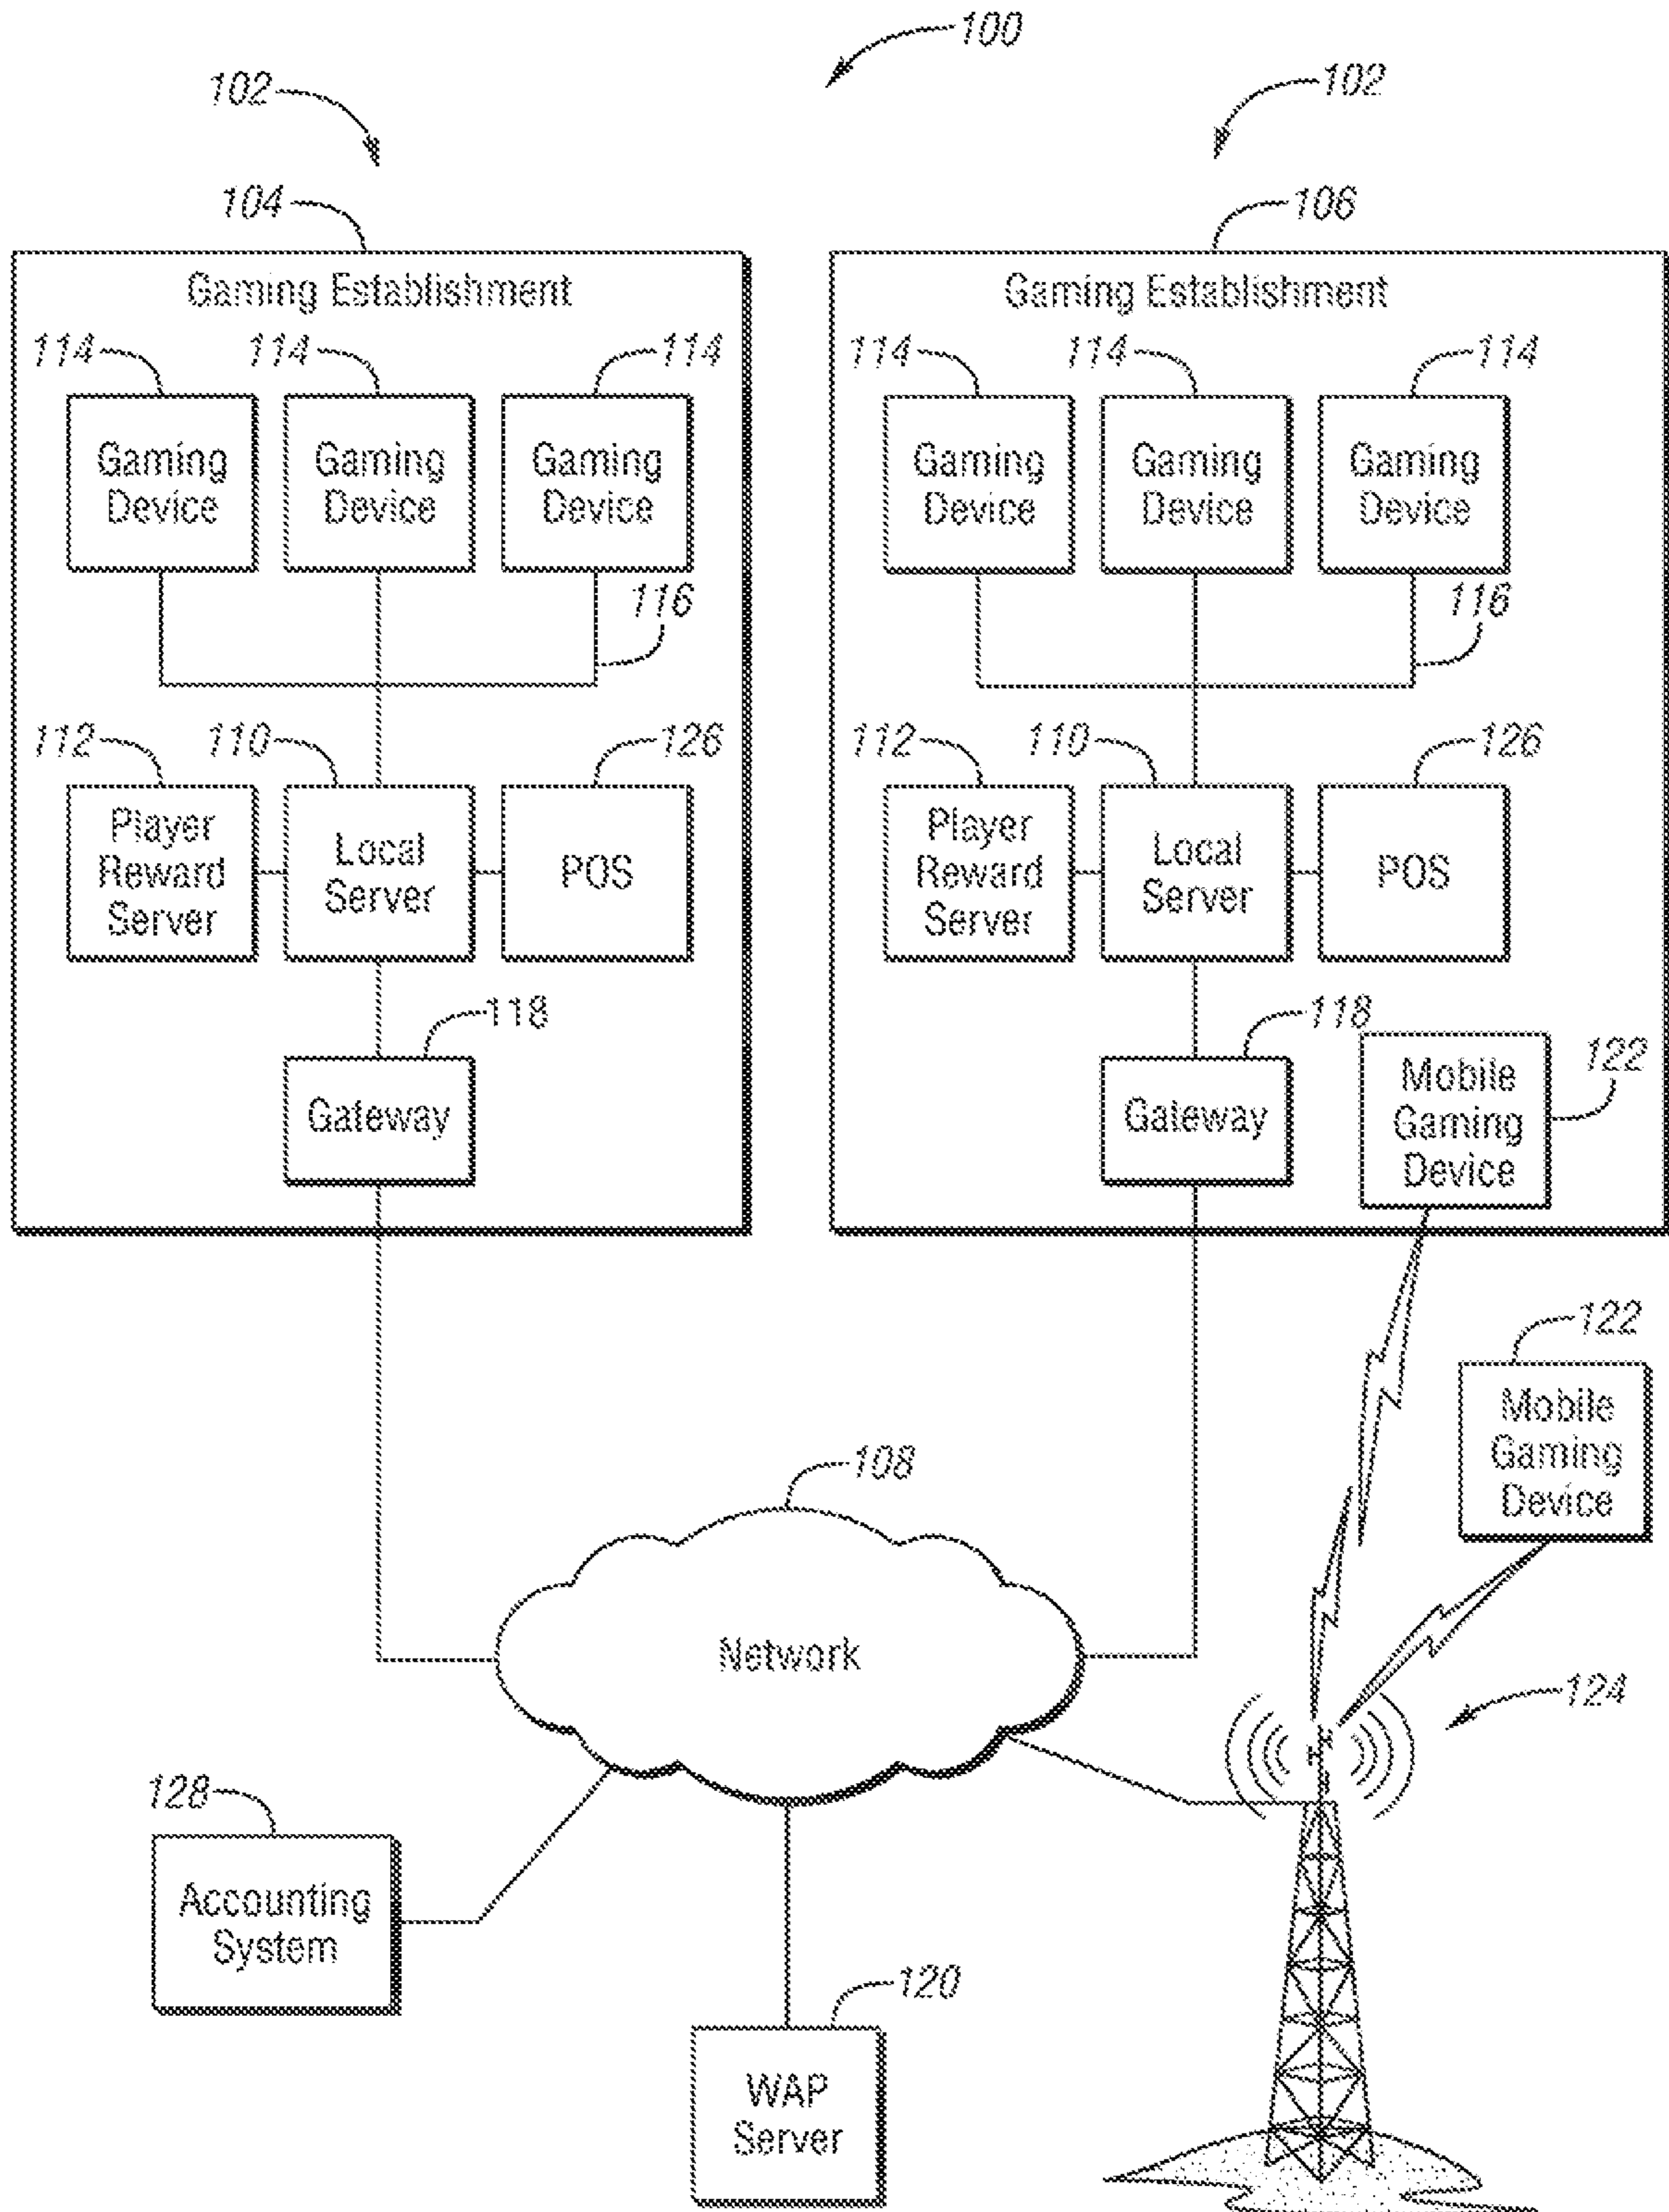 100
102
102
104
106
Gaming Establishment
114
114
114
Gaming
Device
Gaming
Device
Gaming
Device
116
112
110
126
Player
Reward
Server
Local
Server
POS
118
Gateway
Gaming Establishment
114
114
114
Gaming
Device
Gaming
Device
Gaming
Device
116
112
110
126
Player
Reward
Server
Local
Server
POS
118
Gateway
Mobile
Gaming
Device
122
122
Mobile
Gaming
Device
108
Network
124
128
Accounting
System
120
WAP
Server